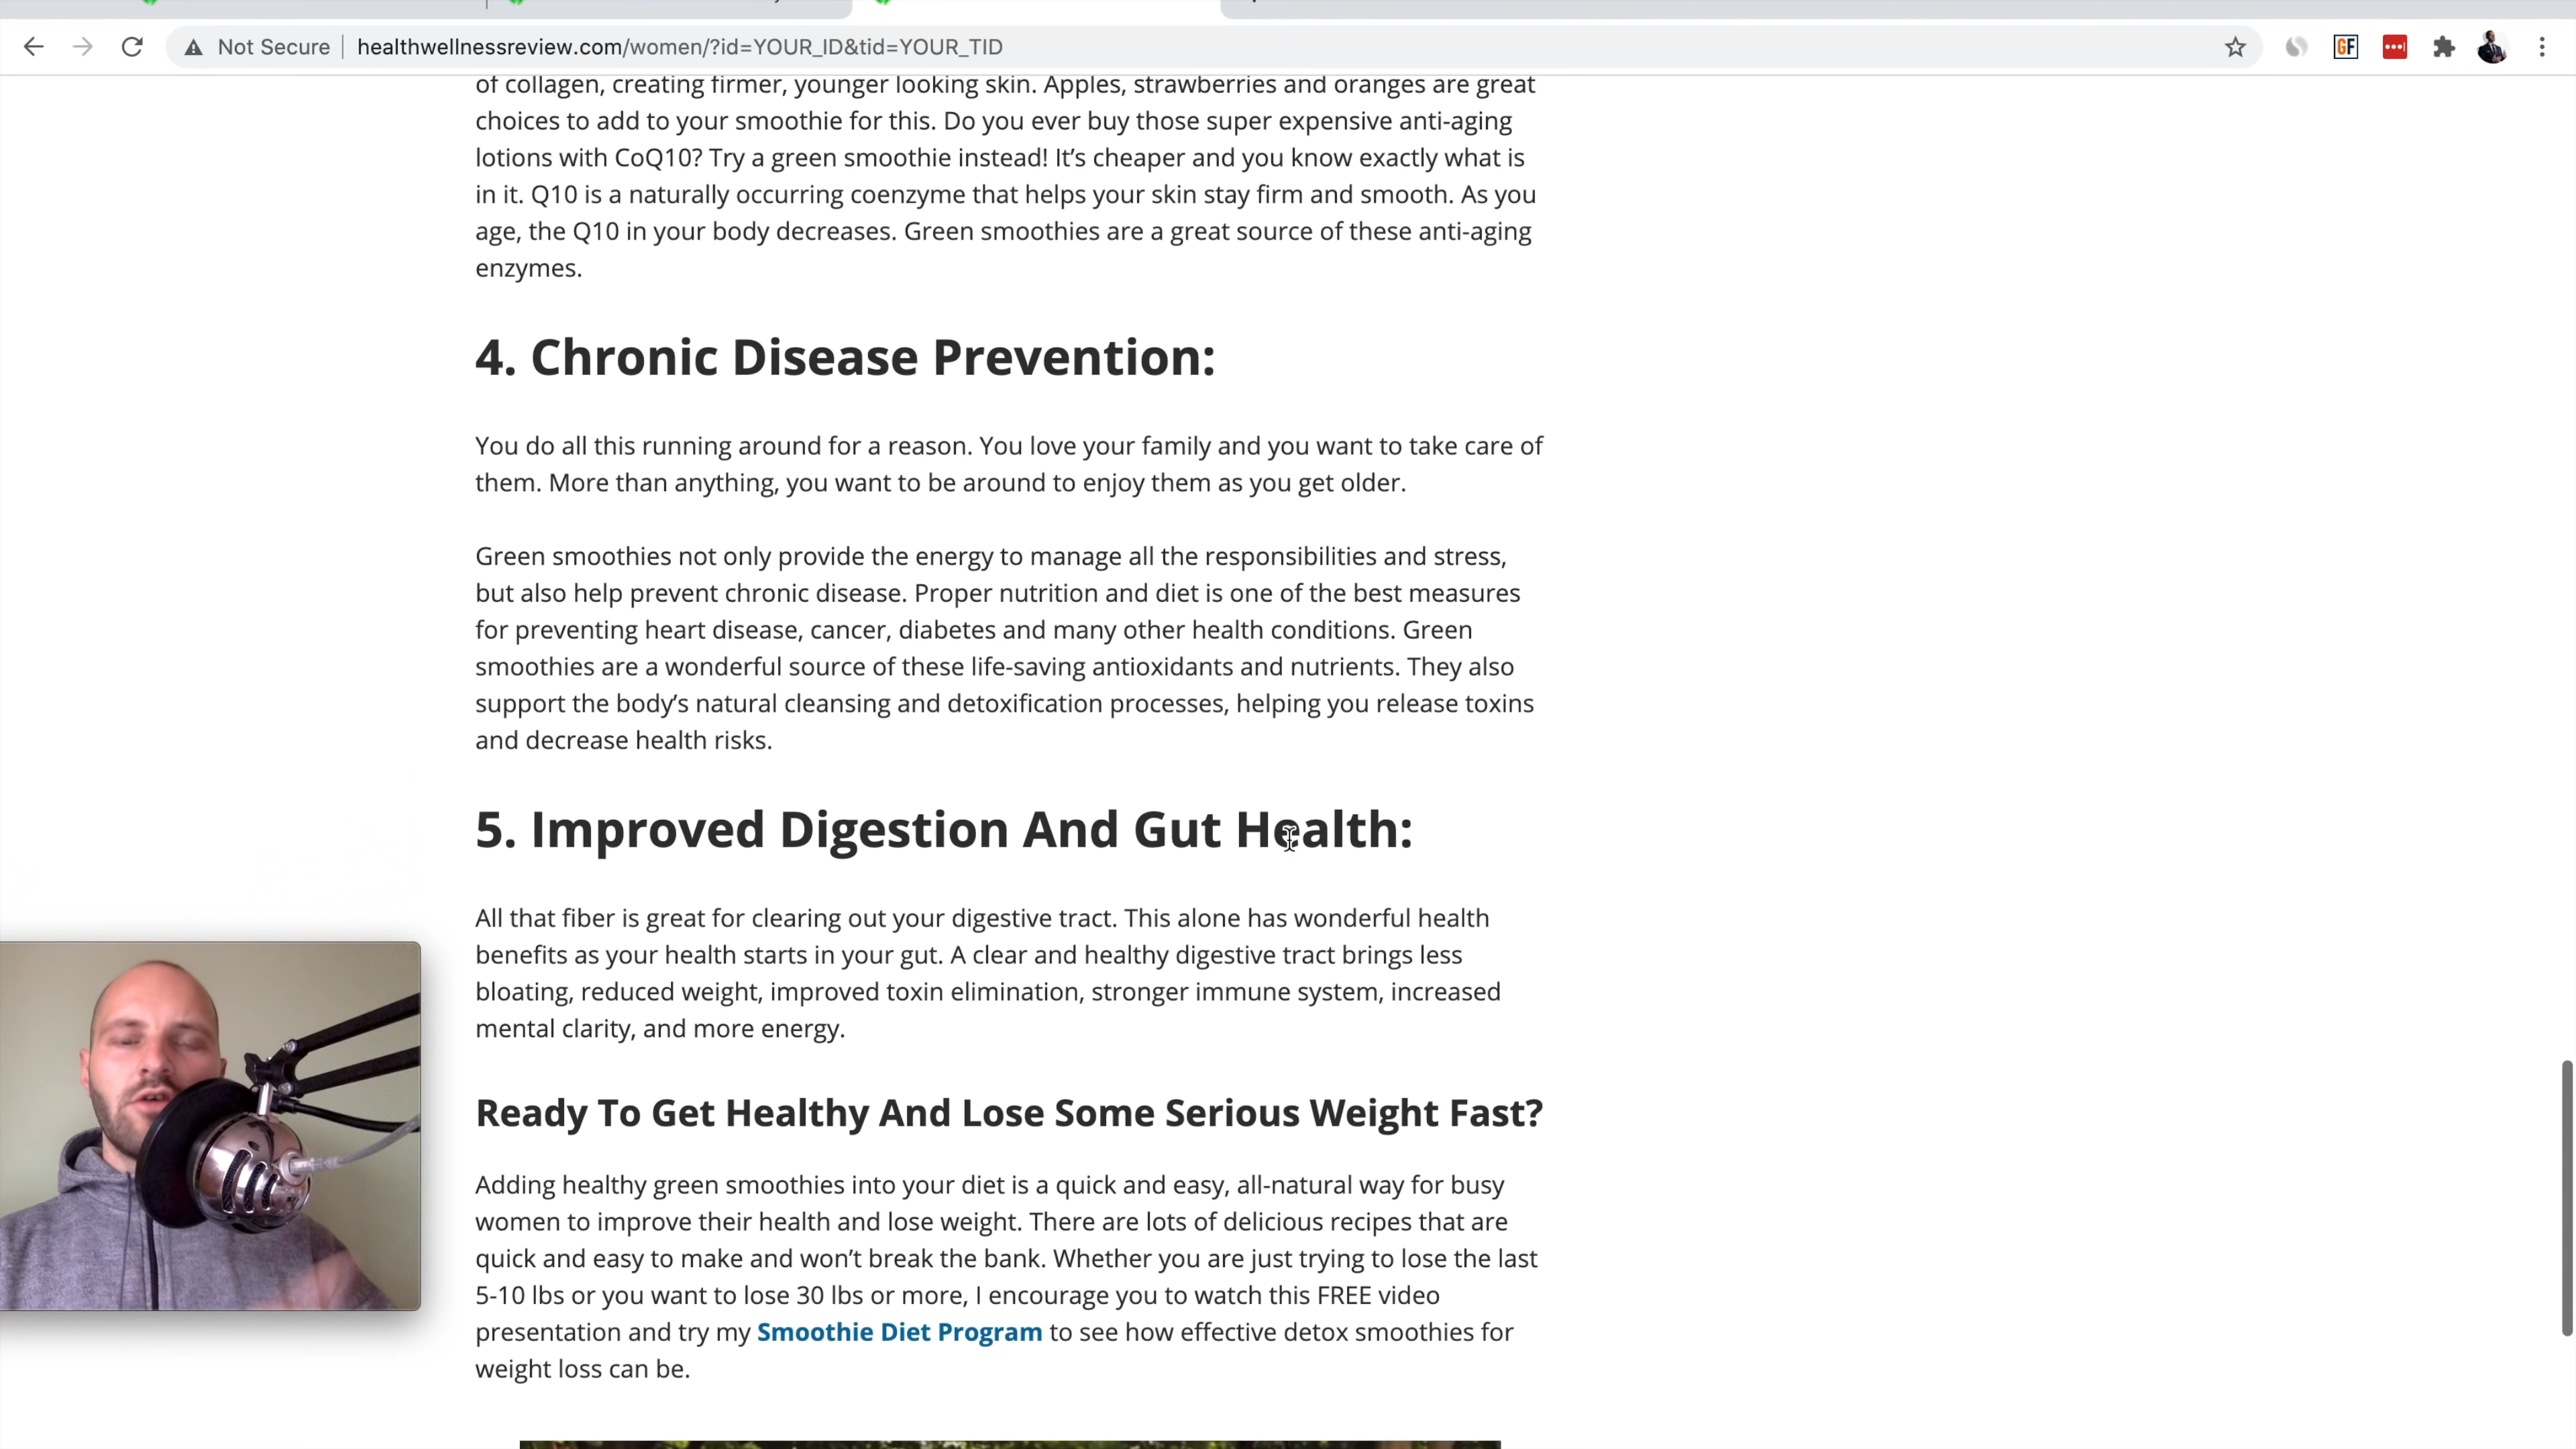 Not Secure healthwellnessreview.com/women/?id=YOUR_ID&tid=YOUR_TID
GF
of collagen, creating firmer, younger looking skin. Apples, strawberries and oranges are great
choices to add to your smoothie for this. Do you ever buy those super expensive anti-aging
lotions with CoQ10? Try a green smoothie instead! It’s cheaper and you know exactly what is
in it. Q10 is a naturally occurring coenzyme that helps your skin stay firm and smooth. As you
age, the Q10 in your body decreases. Green smoothies are a great source of these anti-aging
enzymes.
4. Chronic Disease Prevention:
You do all this running around for a reason. You love your family and you want to take care of
them. More than anything, you want to be around to enjoy them as you get older.
Green smoothies not only provide the energy to manage all the responsibilities and stress,
but also help prevent chronic disease. Proper nutrition and diet is one of the best measures
for preventing heart disease, cancer, diabetes and many other health conditions. Green
smoothies are a wonderful source of these life-saving antioxidants and nutrients. They also
support the body’s natural cleansing and detoxification processes, helping you release toxins
and decrease health risks.
5. Improved Digestion And Gut Health:
All that fiber is great for clearing out your digestive tract. This alone has wonderful health
benefits as your health starts in your gut. A clear and healthy digestive tract brings less
bloating, reduced weight, improved toxin elimination, stronger immune system, increased
mental clarity, and more energy.
Ready To Get Healthy And Lose Some Serious Weight Fast?
Adding healthy green smoothies into your diet is a quick and easy, all-natural way for busy
women to improve their health and lose weight. There are lots of delicious recipes that are
quick and easy to make and won’t break the bank. Whether you are just trying to lose the last
5-10 lbs or you want to lose 30 lbs or more, I encourage you to watch this FREE video
presentation and try my Smoothie Diet Program to see how effective detox smoothies for
weight loss can be.